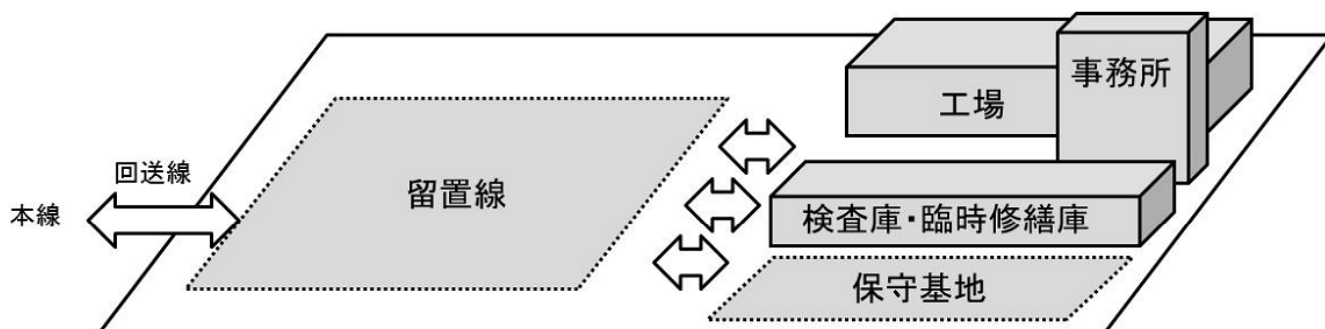 事務所
工場
回送線
本線
留置線
検査庫・臨時修繕庫
保守基地